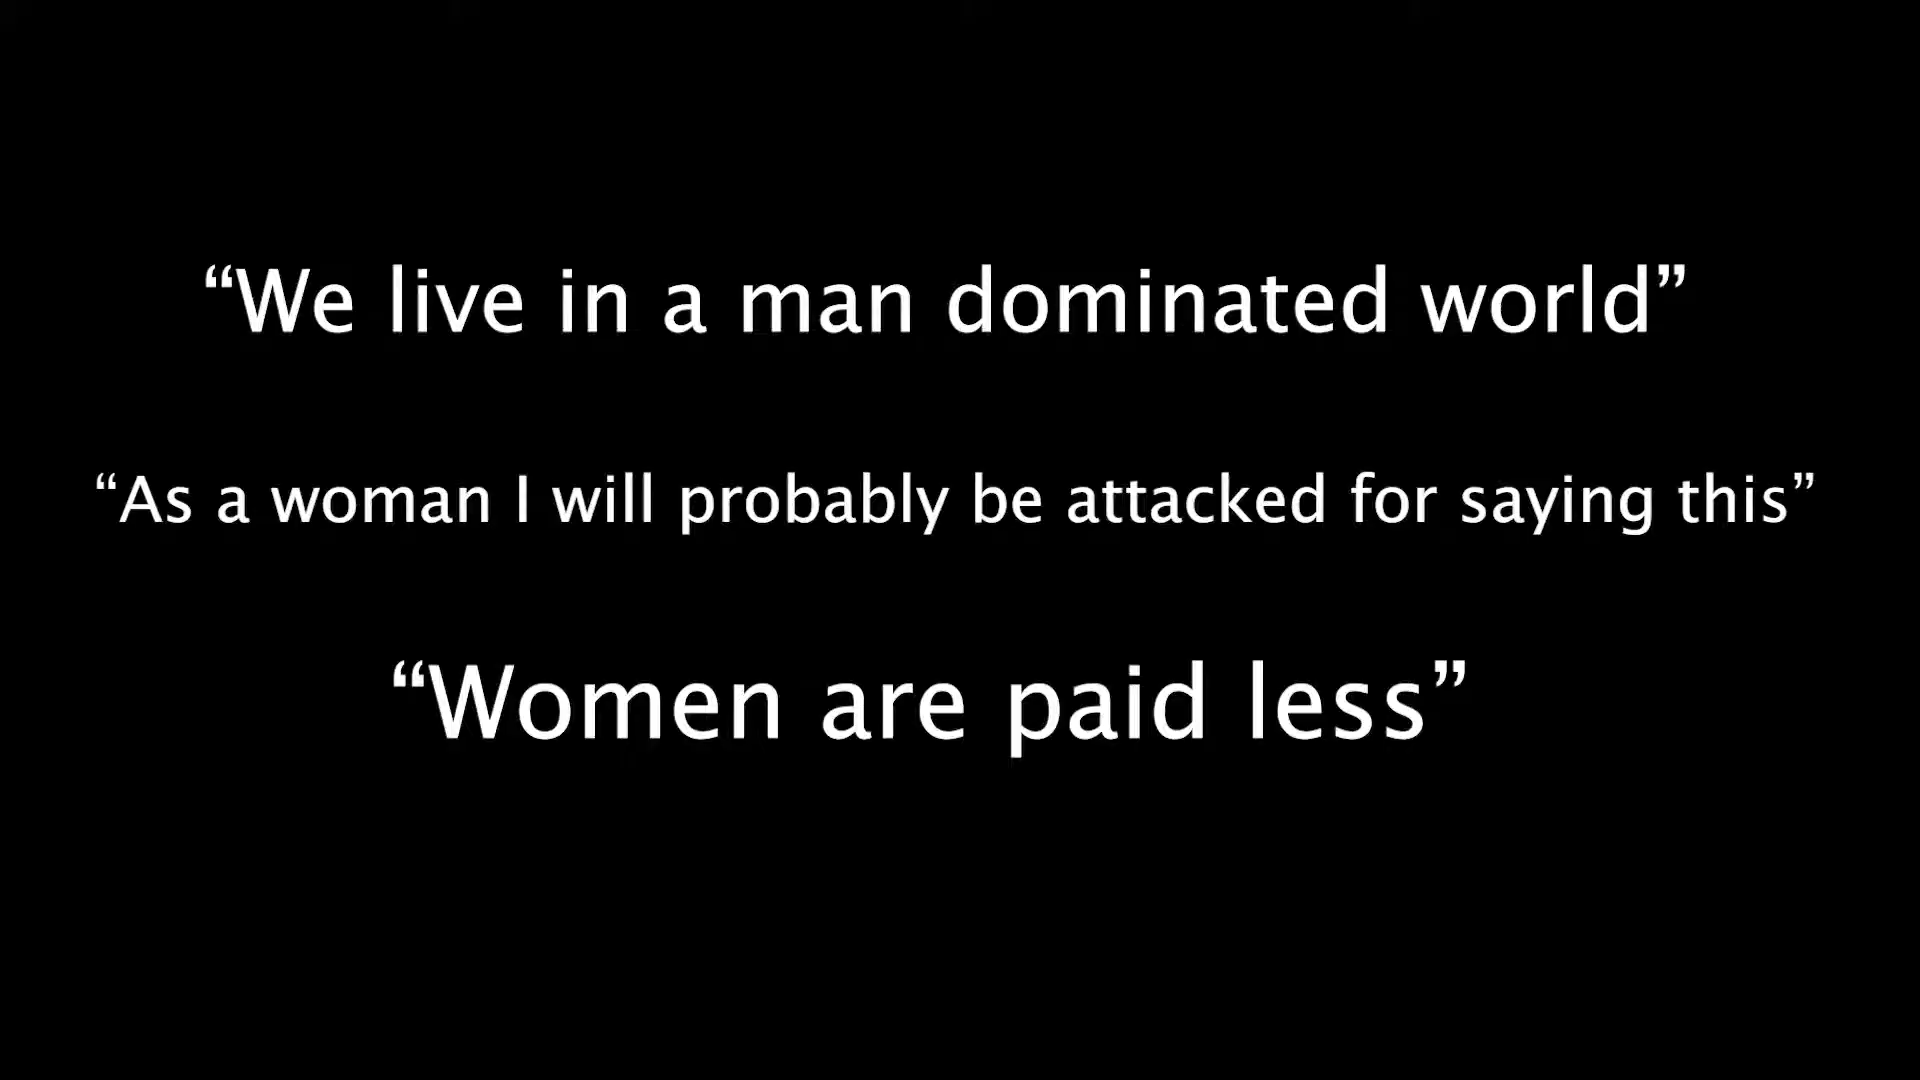 “We live in a man dominated world”
“As a woman I will probably be attacked for saying this”
“Women are paid less”